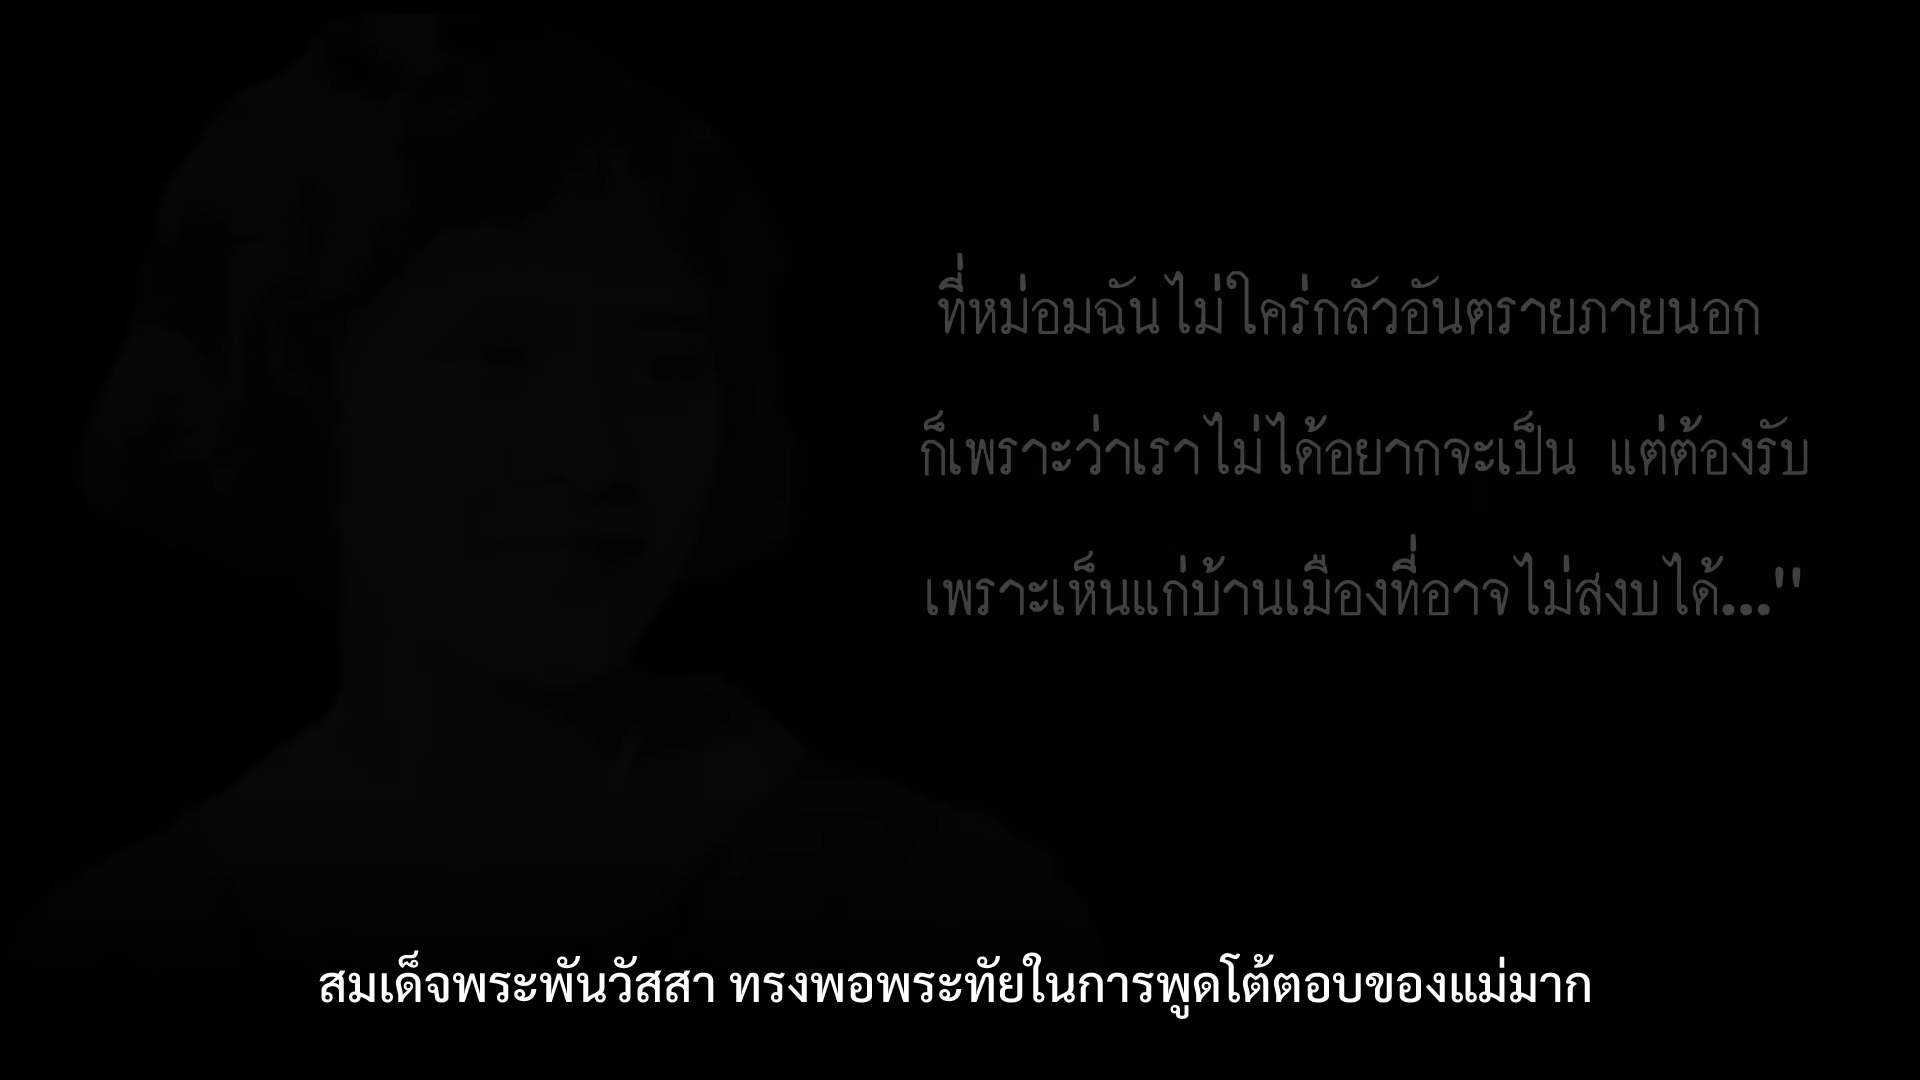 ที่หม่อมฉันไม่ใคร่กลัวอันตรายภายนอก
ก็เพราะว่าเราไม่ได้อยากจะเป็น แต่ต้องรับ
เพราะเห็นแก่บ้านเมืองที่อาจไม่สงบได้..."
สมเด็จพระพันวัสสา ทรงพอพระทัยในการพูดโต้ตอบของแม่มาก